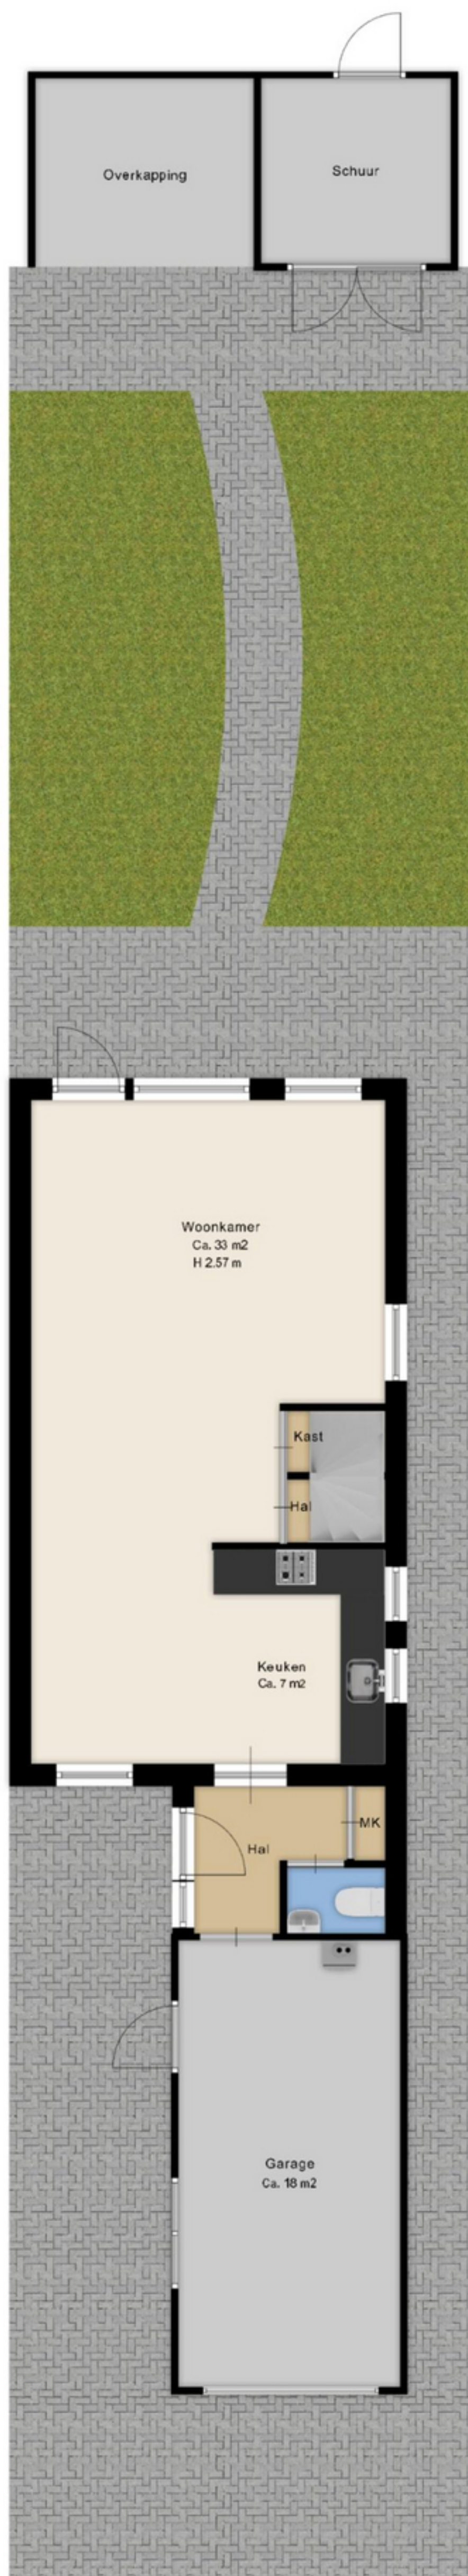 Overkapping
Schuur
Woonkamer
Ca. 33 m2
H 2.57 m
Kast
Hal
Keuken
Ca. 7 m2
MK
Hal
Garage
Ca. 18 m2